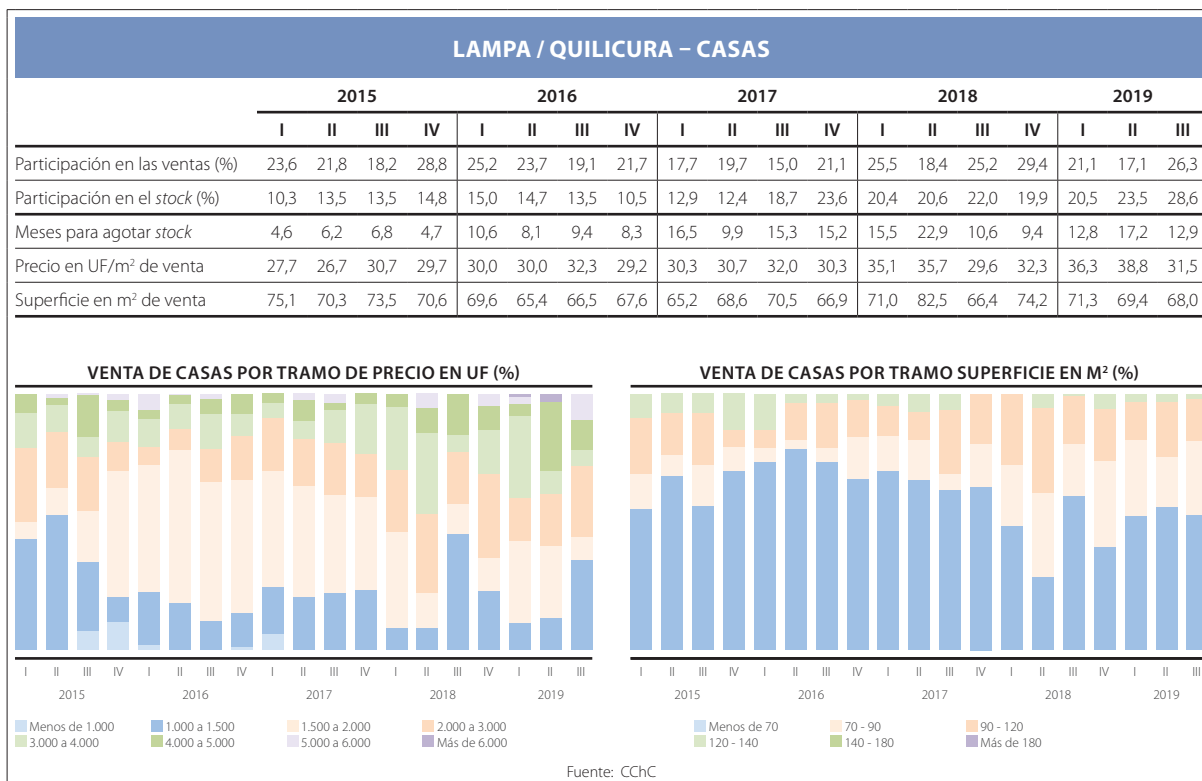 LAMPA / QUILICURA – CASAS
2015 2016 2017 2018 2019
I II III IV I II III IV I II III IV I II III IV I II III
Participación en las ventas (%) 23,6 21,8 18,2 28,8 25,2 23,7 19,1 21,7 17,7 19,7 15,0 21,1 25,5 18,4 25,2 29,4 21,1 17,1 26,3
Participación en el stock (%) 10,3 13,5 13,5 14,8 15,0 14,7 13,5 10,5 12,9 12,4 18,7 23,6 20,4 20,6 22,0 19,9 20,5 23,5 28,6
Meses para agotar stock 4,6 6,2 6,8 4,7 10,6 8,1 9,4 8,3 16,5 9,9 15,3 15,2 15,5 22,9 10,6 9,4 12,8 17,2 12,9
Precio en UF/m² de venta 27,7 26,7 30,7 29,7 30,0 30,0 32,3 29,2 30,3 30,7 32,0 30,3 35,1 35,7 29,6 32,3 36,3 38,8 31,5
Superficie en m² de venta 75,1 70,3 73,5 70,6 69,6 65,4 66,5 67,6 65,2 68,6 70,5 66,9 71,0 82,5 66,4 74,2 71,3 69,4 68,0
VENTA DE CASAS POR TRAMO DE PRECIO EN UF (%)
I II III IV I II III IV I II III IV I II III IV I II III
2015 2016 2017 2018 2019
Menos de 1.000 1.000 a 1.500 1.500 a 2.000 2.000 a 3.000
3.000 a 4.000 4.000 a 5.000 5.000 a 6.000 Más de 6.000
VENTA DE CASAS POR TRAMO SUPERFICIE EN M² (%)
I II III IV I II III IV I II III IV I II III IV I II III
2015 2016 2017 2018 2019
Menos de 70 70 - 90 90 - 120
120 - 140 140 - 180 Más de 180
Fuente: CChC